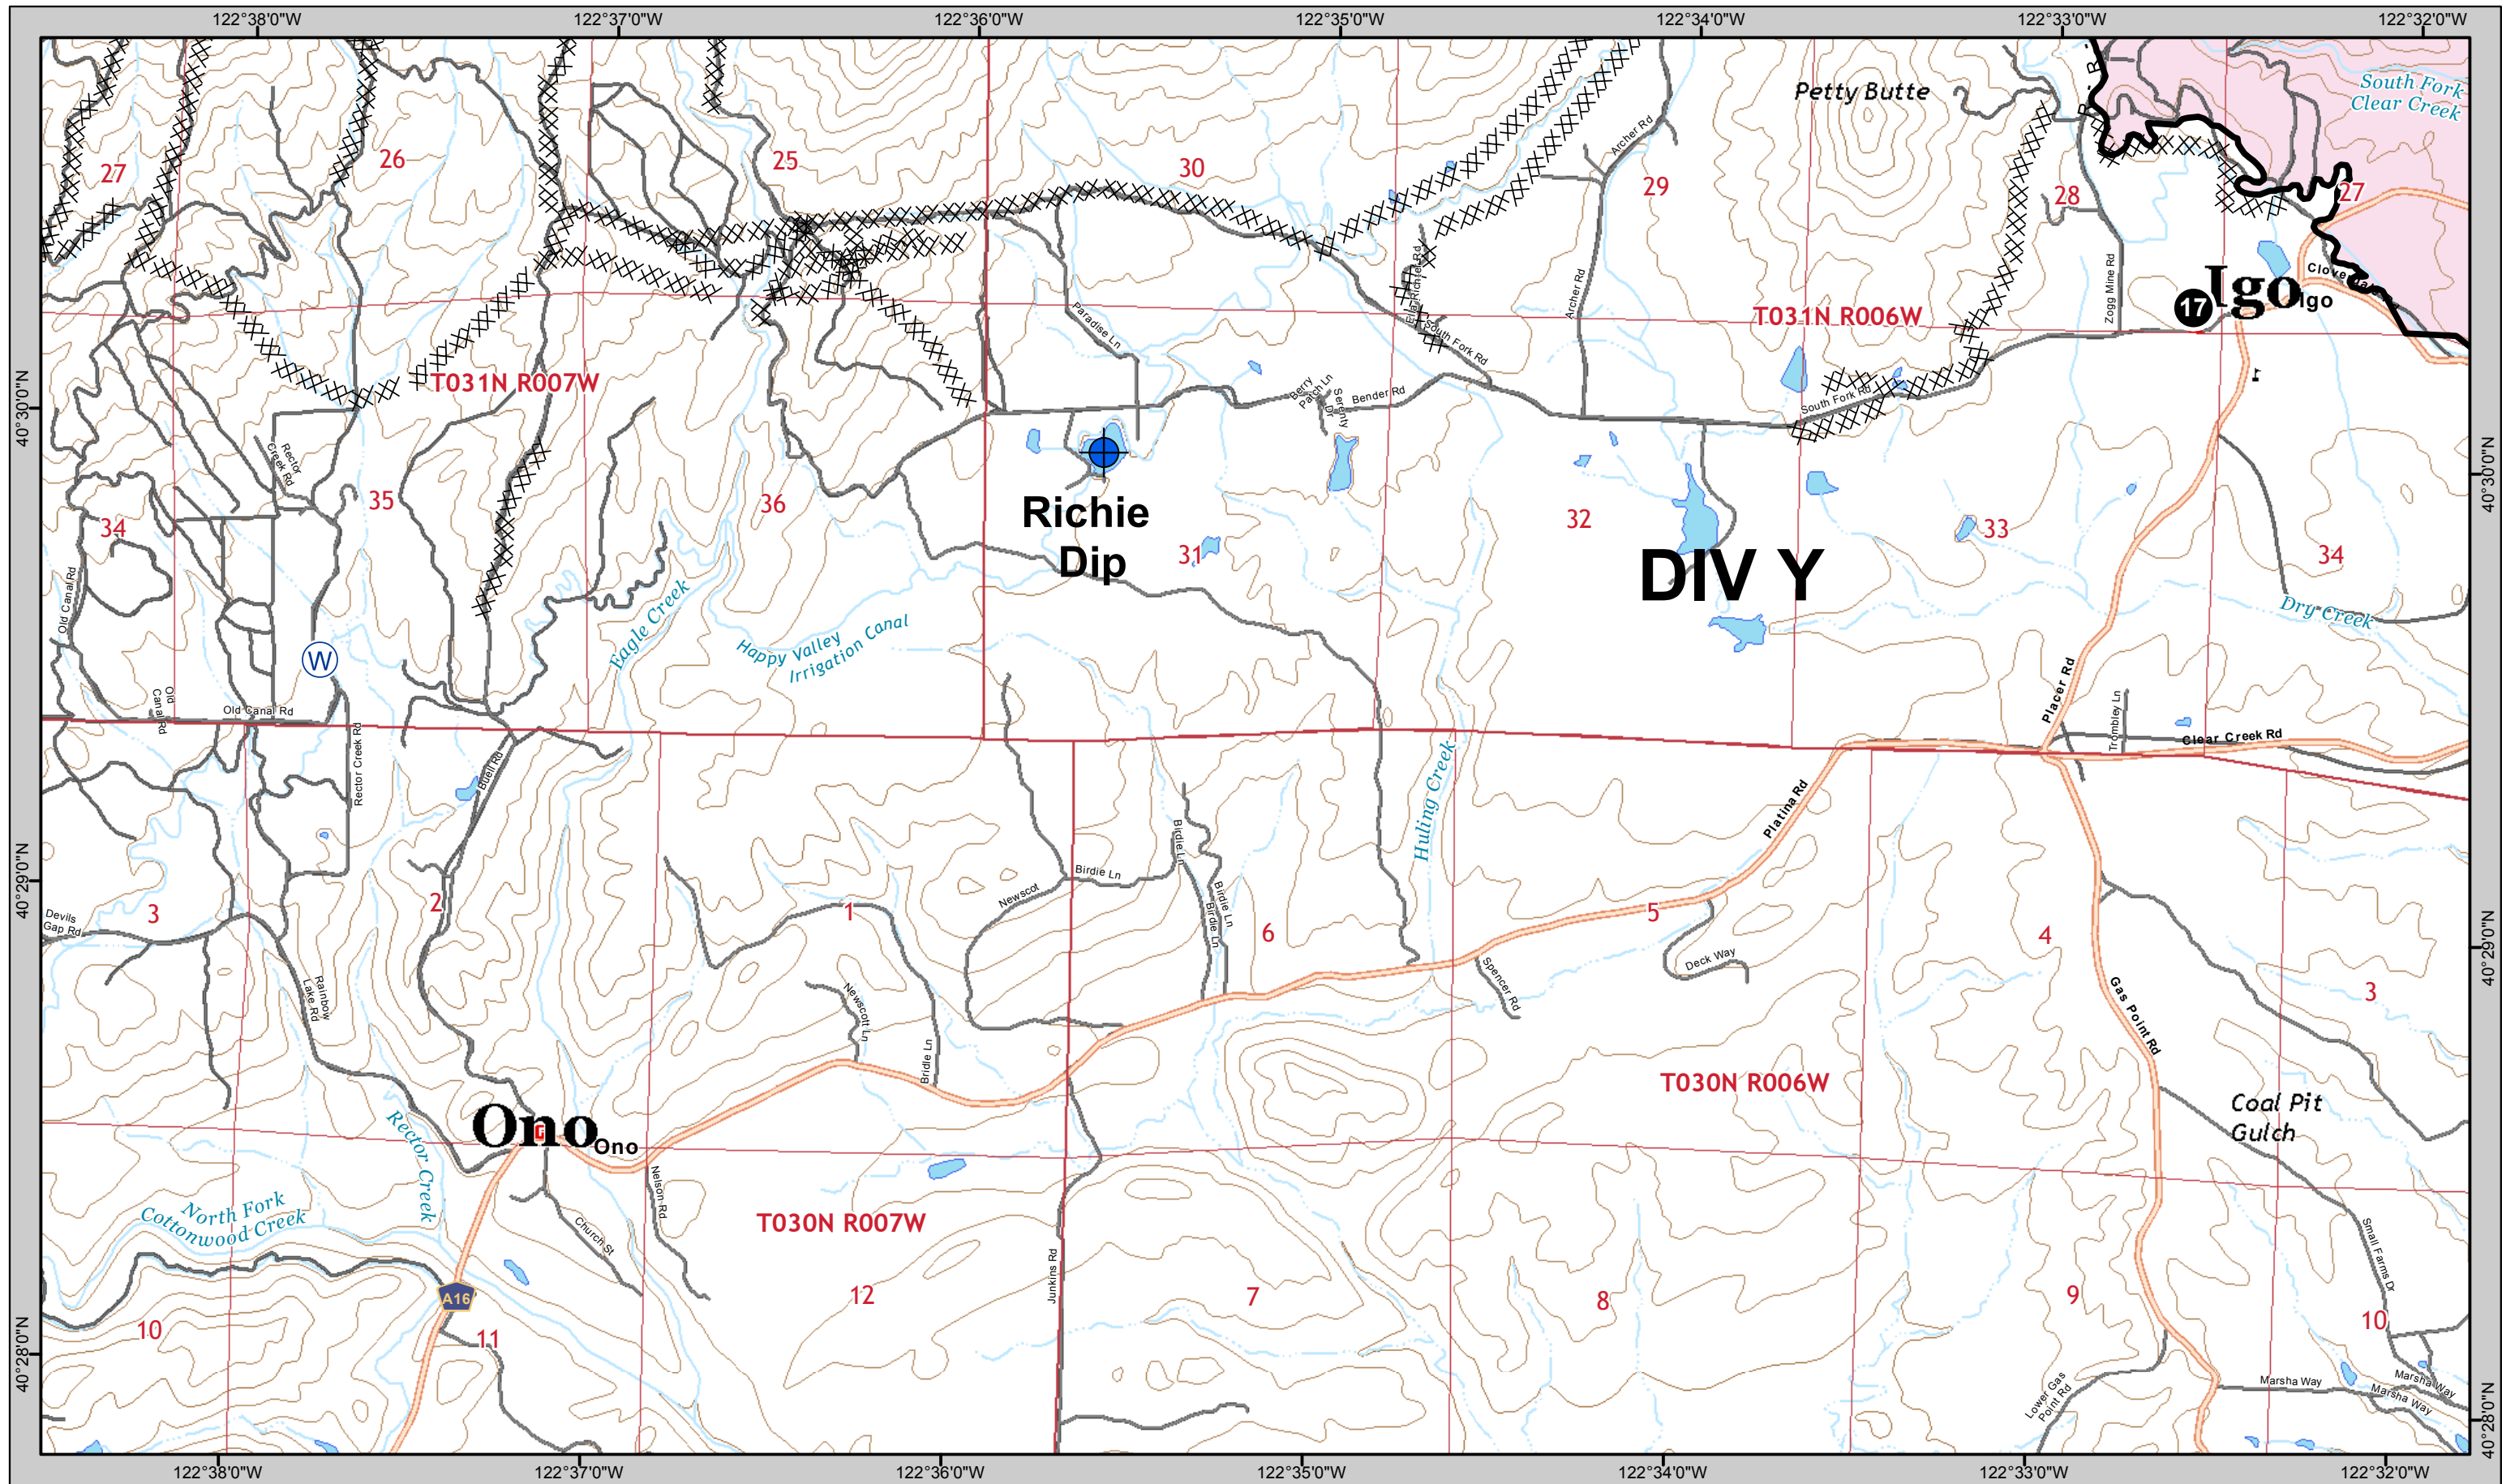 122°38'0"W
122°37'0"W
122°36'0"W
122°35'0"W
122°34'0"W
122°33'0"W
122°32'0"W
Petty Butte
South Fork
Clear Creek
R
R
Archer Rd
27
26
25
30
29
28
27
Archer Rd
Zogg Mine Rd
Paradise Ln
South Fork Rd
T031N R006W
17
Igo
Igo
T031N R007W
40°30'0"N
Berry
Patch Ln
Serenity
Dr
Bender Rd
South Fork Rd
Rector
Creek Rd
40°30'0"N
34
35
36
Richie
Dip
31
32
DIV Y
33
34
Old Canal Rd
Eagle Creek
Happy Valley
Irrigation Canal
Dry Creek
W
Old
Canal Rd
Old Canal Rd
Rector Creek Rd
Buell Rd
Placer Rd
Trombley Ln
Clear Creek Rd
Huling Creek
Platina Rd
40°29'0"N
Birdie Ln
Birdie Ln
Birdie Ln
Birdie Ln
Newscot
3
2
1
6
5
4
3
Devils
Gap Rd
40°29'0"N
Rainbow
Lake Rd
Newscott Ln
Bridle Ln
Spencer Rd
Deck Way
Gas Point Rd
T030N R006W
Coal Pit
Gulch
Ono
Ono
Rector Creek
North Fork
Cottonwood Creek
Nelson Rd
Church St
T030N R007W
Junkins Rd
Small Farms Dr
A16
10
11
12
7
8
9
10
40°28'0"N
Lower Gas
Point Rd
Marsha Way
Marsha Way
Marsha Way
40°28'0"N
122°38'0"W
122°37'0"W
122°36'0"W
122°35'0"W
122°34'0"W
122°33'0"W
122°32'0"W